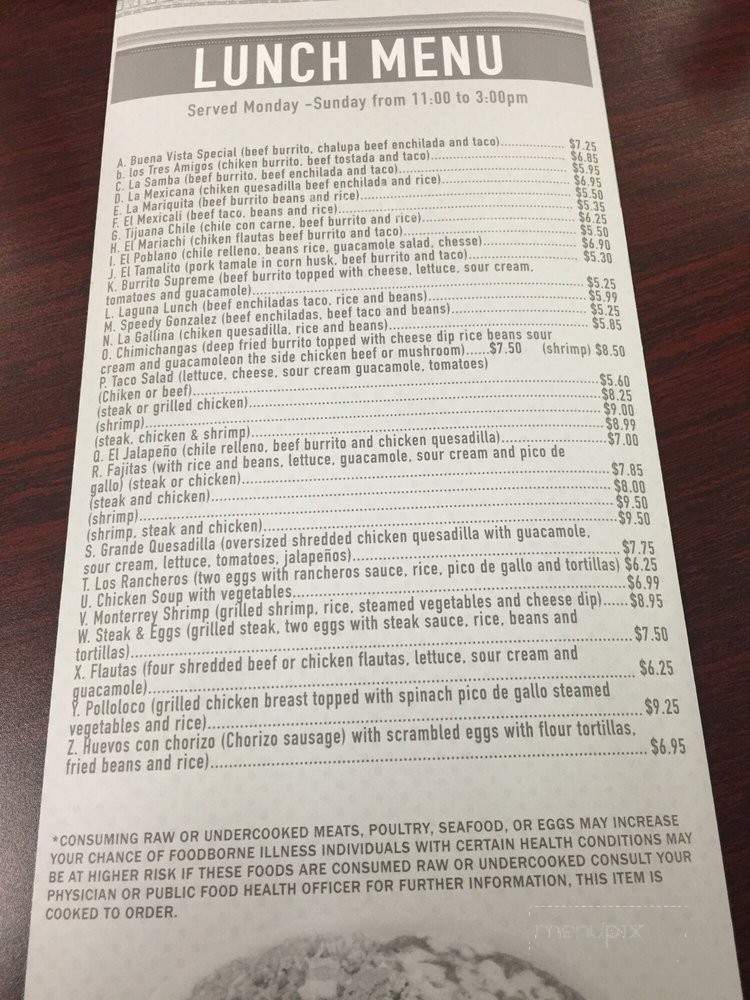 LUNCH MENU
Served Monday -Sunday from 11:00 to 3:00pm
A. Buena Vista Special (beef burrito, chalupa beef enchilada and taco).................... $7.25
b. los Tres Amigos (chiken burrito, beef tostada and taco)........................ $6.85
C. La Samba (beef burrito, beef enchilada and taco)........................ $5.95
D. La Mexicana (chiken quesadilla beef enchilada and rice)........................ $6.95
E. La Mariquita (beef burrito beans and rice)........................ $5.50
F. El Mexicali (beef taco, beans and rice)........................ $5.35
G. Tijuana Chile (chile con carne, beef burrito and rice)........................ $6.25
H. El Mariachi (chiken flautas beef burrito and taco)........................ $5.50
I. El Poblano (chile relleno, beans rice, guacamole salad, chesse)........................ $6.90
J. El Tamalito (pork tamale in corn husk, beef burrito and taco)........................ $5.30
K. Burrito Supreme (beef burrito topped with cheese, lettuce, sour cream,
tomatoes and guacamole)........................ $5.25
L. Laguna Lunch (beef enchiladas taco, rice and beans)........................ $5.99
M. Speedy Gonzalez (beef enchiladas, beef taco and beans)........................ $5.25
N. La Gallina (chiken quesadilla, rice and beans)........................ $5.85
O. Chimichangas (deep fried burrito topped with cheese dip rice beans sour
cream and guacamoleon the side chicken beef or mushroom)......$7.50 (shrimp) $8.50
P. Taco Salad (lettuce, cheese, sour cream guacamole, tomatoes)
(Chiken or beef)........................ $5.60
(steak or grilled chicken)........................ $8.25
(shrimp)........................ $9.00
(steak, chicken & shrimp)........................ $8.99
Q. El Jalapeño (chile relleno, beef burrito and chicken quesadilla)........................ $7.00
R. Fajitas (with rice and beans, lettuce, guacamole, sour cream and pico de
gallo) (steak or chicken)........................ $7.85
(steak and chicken)........................ $8.00
(shrimp)........................ $9.50
(shrimp, steak and chicken)........................ $9.50
S. Grande Quesadilla (oversized shredded chicken quesadilla with guacamole,
sour cream, lettuce, tomatoes, jalapeños)........................ $7.75
T. Los Rancheros (two eggs with rancheros sauce, rice, pico de gallo and tortillas) $6.25
U. Chicken Soup with vegetables........................ $6.99
V. Monterrey Shrimp (grilled shrimp, rice, steamed vegetables and cheese dip)...... $8.95
W. Steak & Eggs (grilled steak, two eggs with steak sauce, rice, beans and
tortillas)........................ $7.50
X. Flautas (four shredded beef or chicken flautas, lettuce, sour cream and
guacamole)........................ $6.25
Y. Polloloco (grilled chicken breast topped with spinach pico de gallo steamed
vegetables and rice)........................ $9.25
Z. Huevos con chorizo (Chorizo sausage) with scrambled eggs with flour tortillas,
fried beans and rice)........................ $6.95
*CONSUMING RAW OR UNDERCOOKED MEATS, POULTRY, SEAFOOD, OR EGGS MAY INCREASE
YOUR CHANCE OF FOODBORNE ILLNESS INDIVIDUALS WITH CERTAIN HEALTH CONDITIONS MAY
BE AT HIGHER RISK IF THESE FOODS ARE CONSUMED RAW OR UNDERCOOKED CONSULT YOUR
PHYSICIAN OR PUBLIC FOOD HEALTH OFFICER FOR FURTHER INFORMATION, THIS ITEM IS
COOKED TO ORDER.
menupix